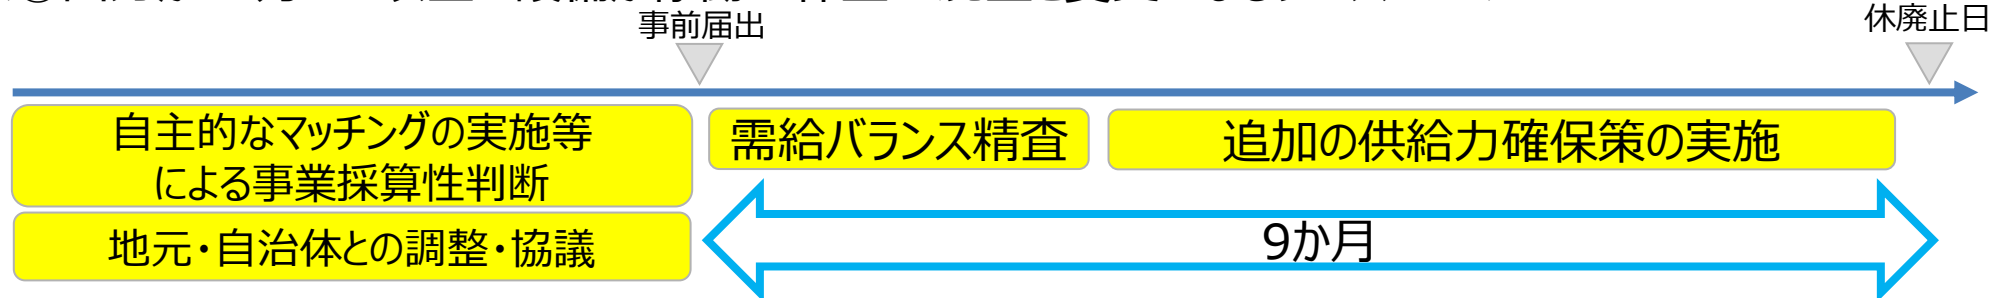 事前届出
休廃止日
自主的なマッチングの実施等
による事業採算性判断
需給バランス精査
追加の供給力確保策の実施
地元・自治体との調整・協議
9か月